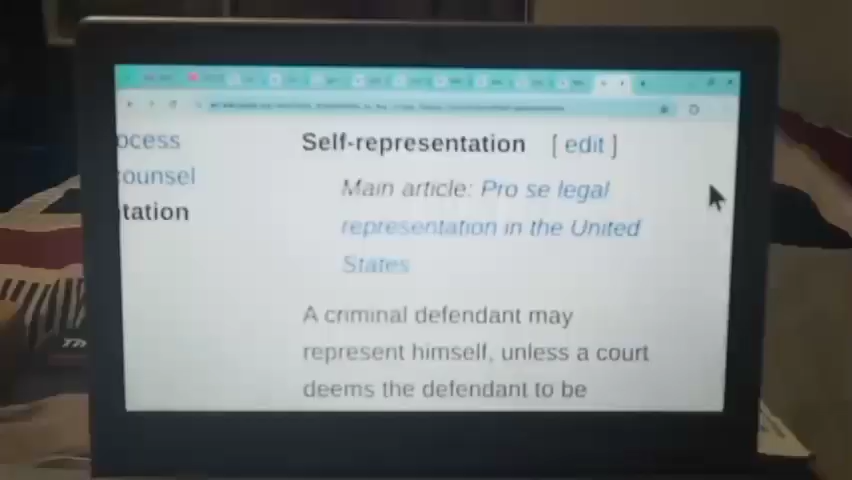 ocess
ounsel
tation
Self-representation [ edit ]
Main article: Pro se legal
representation in the United
States
A criminal defendant may
represent himself, unless a court
deems the defendant to be